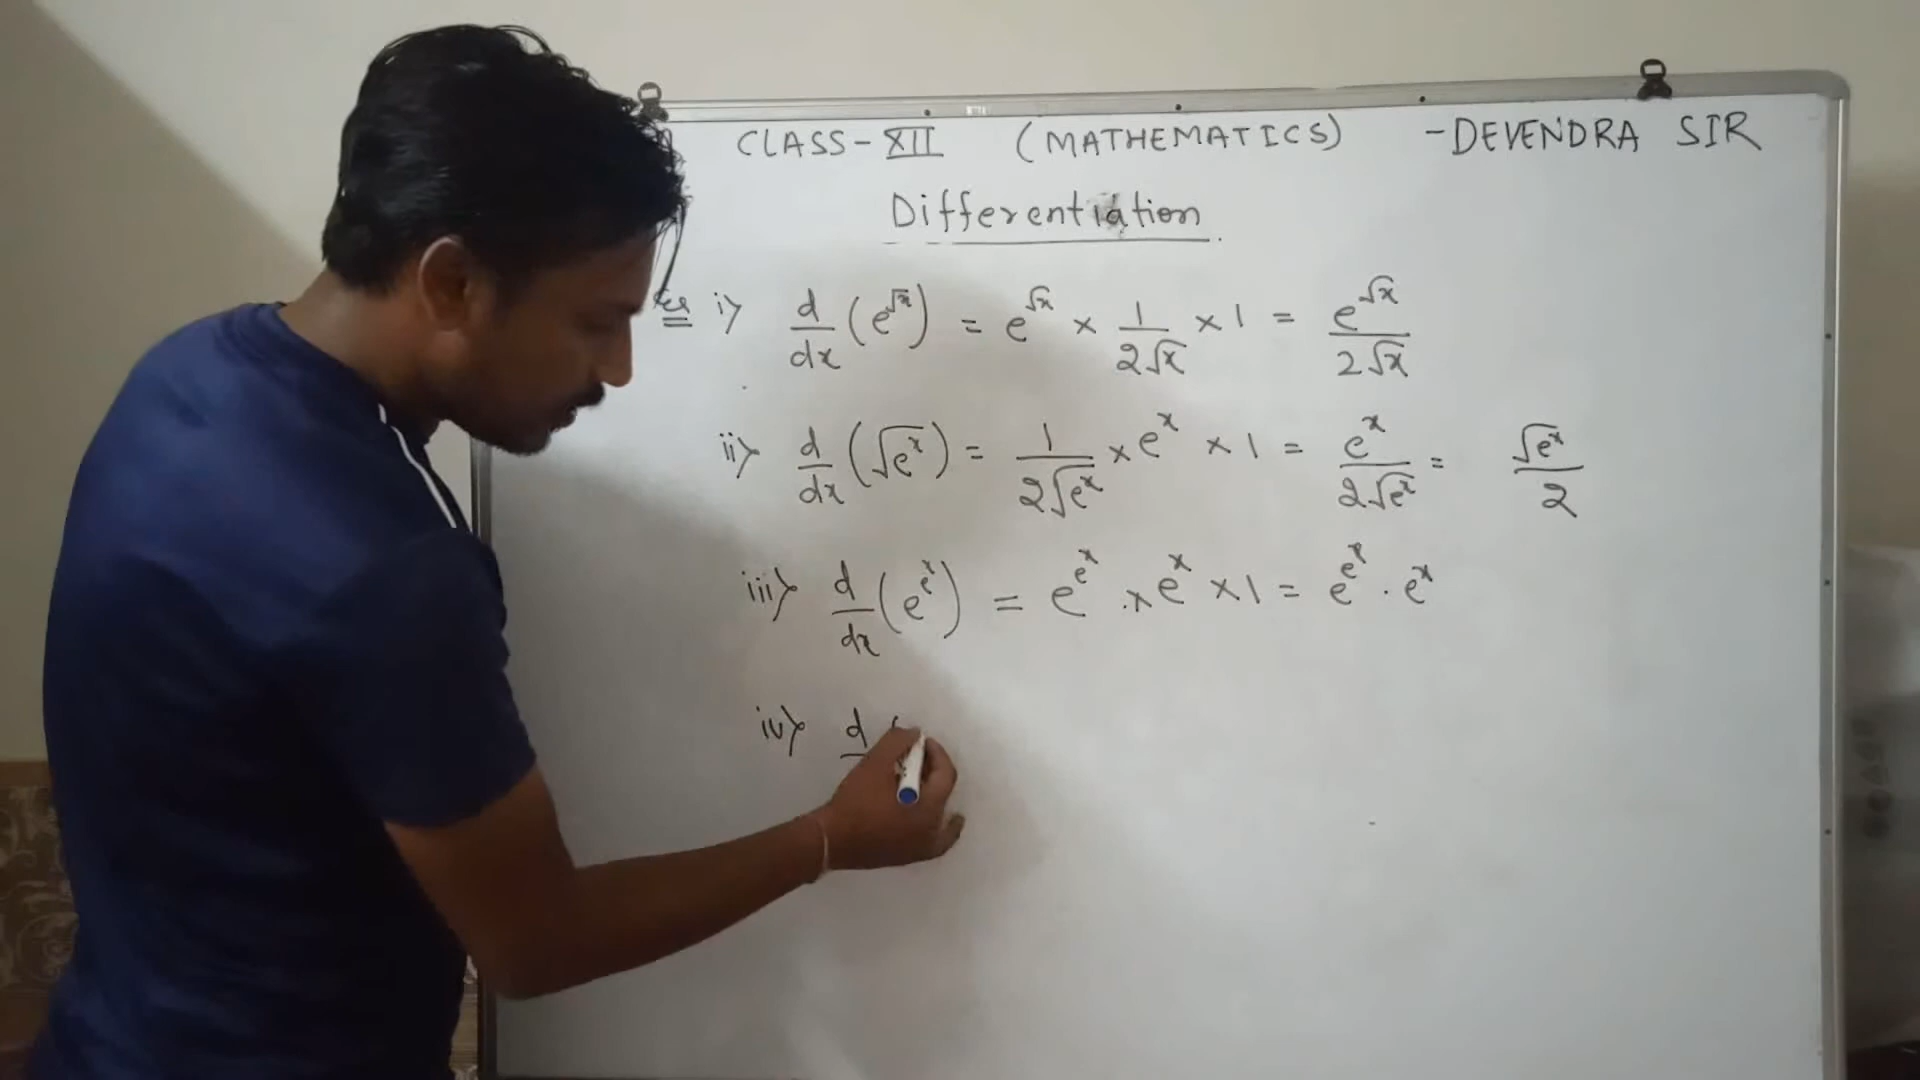 CLASS-XII (MATHEMATICS) -DEVENDRA SIR
Differentiation.
i) d/dx (e^√x) = e^√x × 1/2√x × 1 = e^√x/2√x
ii) d/dx (√e^x) = 1/2√e^x × e^x × 1 = e^x/2√e^x = √e^x/2
iii) d/dx (e^e^x) = e^e^x · × e^x × 1 = e^e^x · e^x
iv) d (